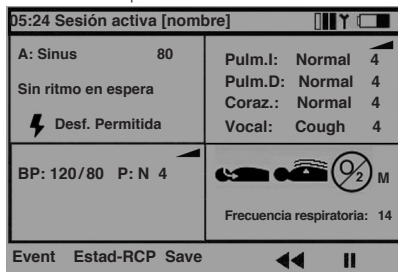 05:24 Sesión activa [nombre]
A: Sinus 80
Sin ritmo en espera
Desf. Permitida
Pulm.I: Normal 4
Pulm.D: Normal 4
Coraz.: Normal 4
Vocal: Cough 4
BP: 120/80 P: N 4
O2 M
Frecuencia respiratoria: 14
Event Estad-RCP Save